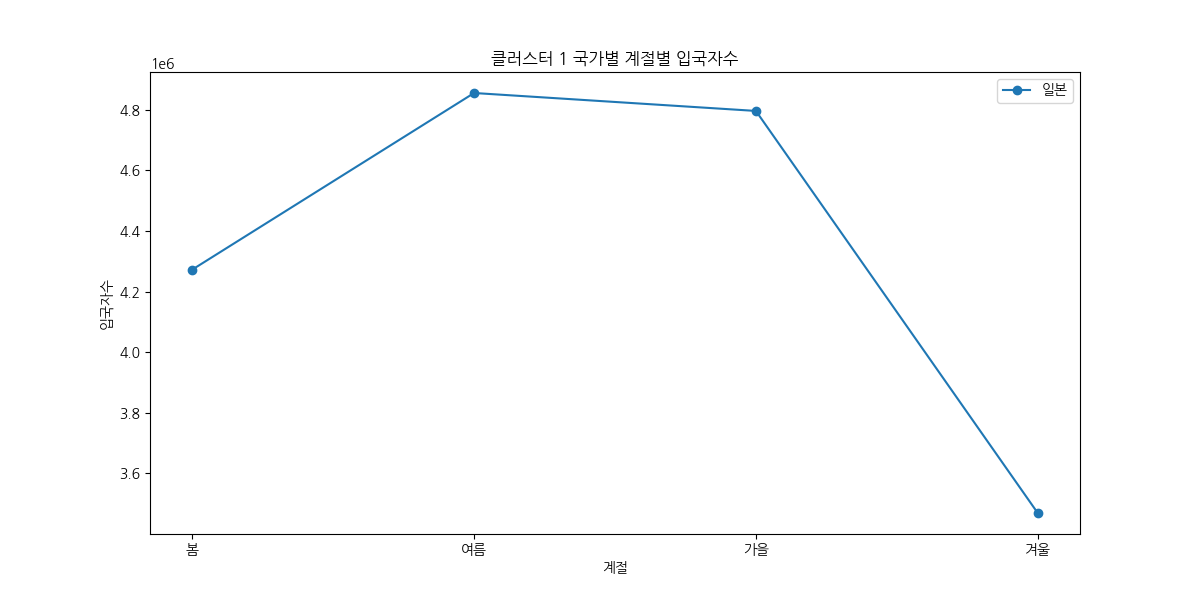 클러스터 1 국가별 계절별 입국자수
1e6
일본
4.8
4.6
4.4
4.2
4.0
3.8
3.6
입국자수
봄 여름 가을 겨울
계절